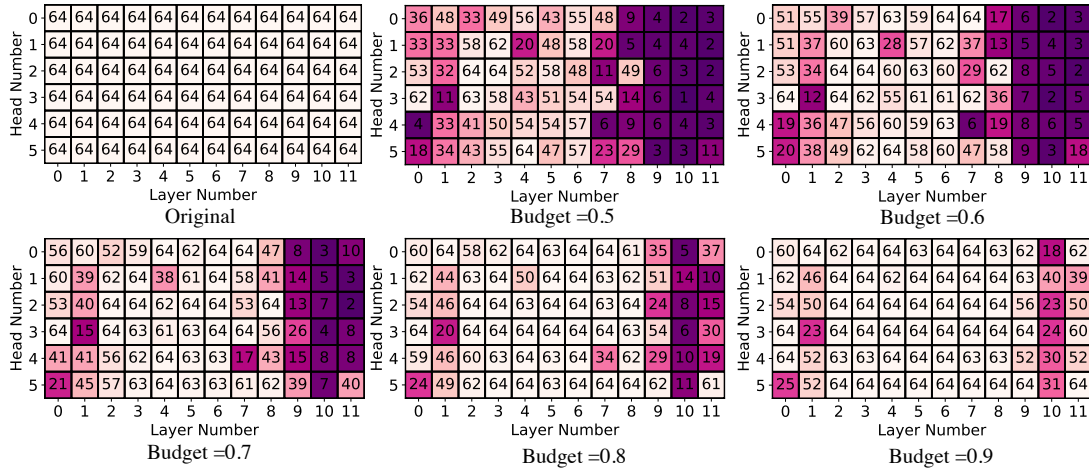 Head Number
0 64 64 64 64 64 64 64 64 64 64 64 64
1 64 64 64 64 64 64 64 64 64 64 64 64
2 64 64 64 64 64 64 64 64 64 64 64 64
3 64 64 64 64 64 64 64 64 64 64 64 64
4 64 64 64 64 64 64 64 64 64 64 64 64
5 64 64 64 64 64 64 64 64 64 64 64 64
0 1 2 3 4 5 6 7 8 9 10 11
Layer Number
Original
Head Number
0 36 48 33 49 56 43 55 48 9 4 2 3
1 33 33 58 62 20 48 58 20 5 4 4 2
2 53 32 64 64 52 58 48 11 49 6 3 2
3 62 11 63 58 43 51 54 54 14 6 1 4
4 4 33 41 50 54 54 57 6 9 6 4 3
5 18 34 43 55 64 47 57 23 29 3 3 11
0 1 2 3 4 5 6 7 8 9 10 11
Layer Number
Budget =0.5
Head Number
0 51 55 39 57 63 59 64 64 17 6 2 3
1 51 37 60 63 28 57 62 37 13 5 4 3
2 53 34 64 64 60 63 60 29 62 8 5 2
3 64 12 64 62 55 61 61 62 36 7 2 5
4 19 36 47 56 60 59 63 6 19 8 6 5
5 20 38 49 62 64 58 60 47 58 9 3 18
0 1 2 3 4 5 6 7 8 9 10 11
Layer Number
Budget =0.6
Head Number
0 56 60 52 59 64 62 64 64 47 8 3 10
1 60 39 62 64 38 61 64 58 41 14 5 3
2 53 40 64 64 62 64 64 53 64 13 7 2
3 64 15 64 63 61 63 64 64 56 26 4 8
4 41 41 56 62 64 63 63 17 43 15 8 8
5 21 45 57 63 64 63 63 61 62 39 7 40
0 1 2 3 4 5 6 7 8 9 10 11
Layer Number
Budget =0.7
Head Number
0 60 64 58 62 64 63 64 64 61 35 5 37
1 62 44 63 64 50 64 64 63 62 51 14 10
2 54 46 64 64 64 64 64 63 64 24 8 15
3 64 20 64 64 64 64 64 64 63 54 6 30
4 59 46 60 63 64 64 64 34 62 29 10 19
5 24 49 62 64 64 64 64 64 64 62 11 61
0 1 2 3 4 5 6 7 8 9 10 11
Layer Number
Budget =0.8
Head Number
0 60 64 62 64 64 63 64 64 64 62 18 62
1 62 46 63 64 64 64 64 64 64 63 40 39
2 54 50 64 64 64 64 64 64 64 56 23 50
3 64 23 64 64 64 64 64 64 64 64 24 60
4 64 52 63 63 64 64 64 63 63 52 30 52
5 25 52 64 64 64 64 64 64 64 64 31 64
0 1 2 3 4 5 6 7 8 9 10 11
Layer Number
Budget =0.9